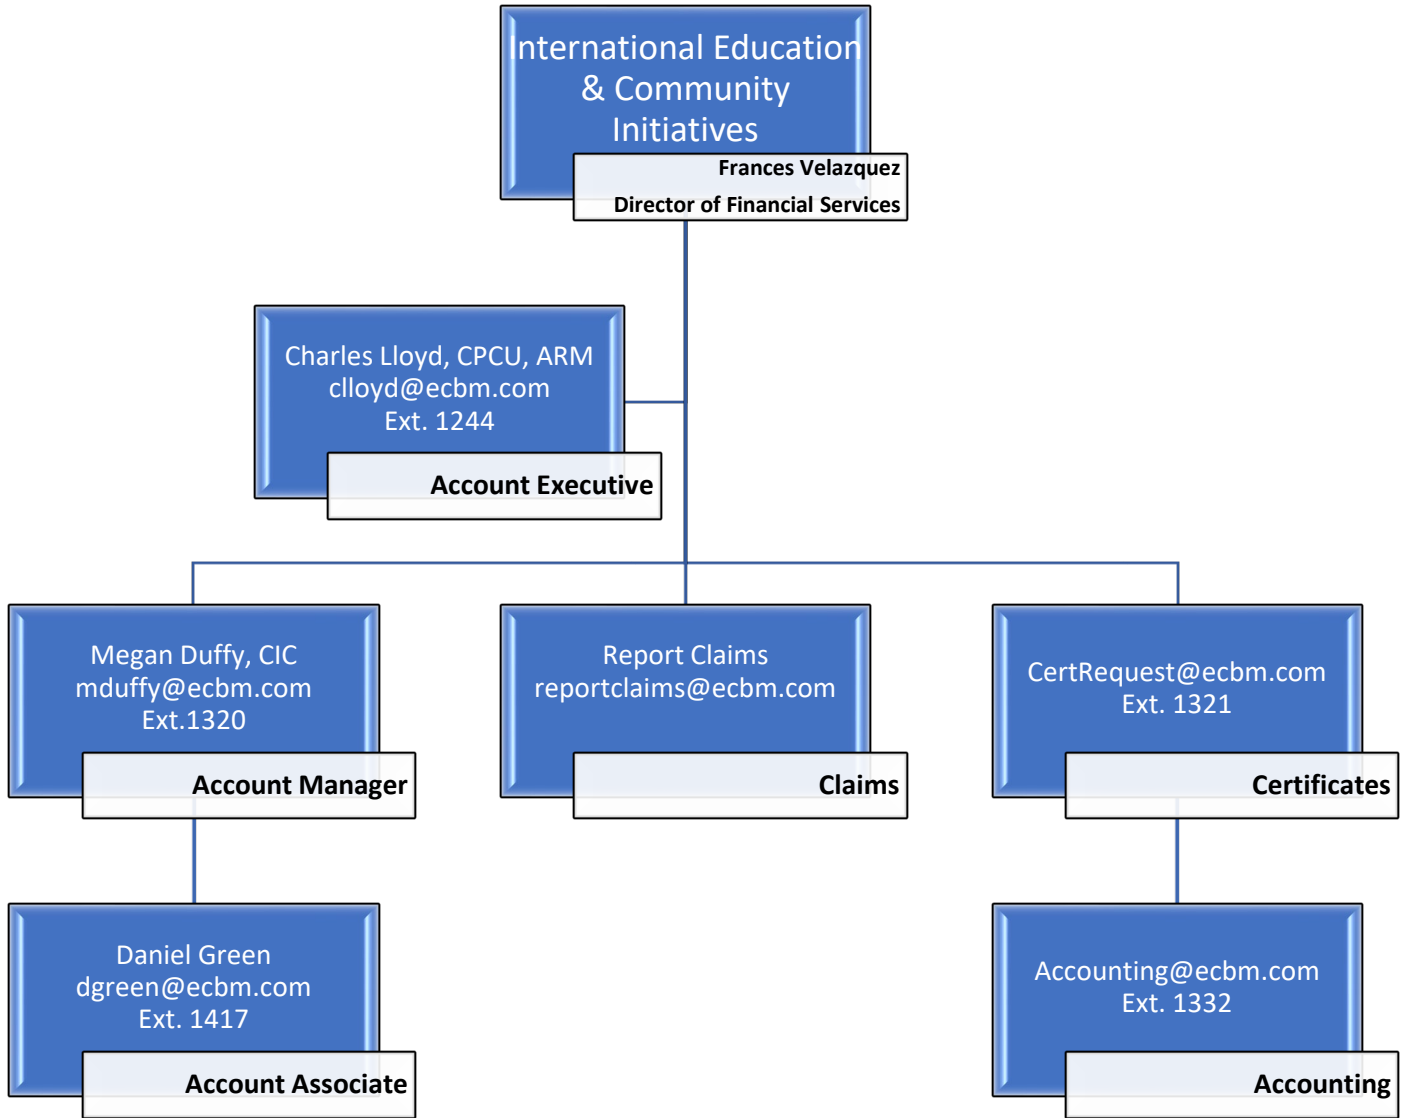 International Education
& Community
Initiatives
Frances Velazquez
Director of Financial Services
Charles Lloyd, CPCU, ARM
clloyd@ecbm.com
Ext. 1244
Account Executive
Megan Duffy, CIC
mduffy@ecbm.com
Ext.1320
Account Manager
Report Claims
reportclaims@ecbm.com
Claims
CertRequest@ecbm.com
Ext. 1321
Certificates
Daniel Green
dgreen@ecbm.com
Ext. 1417
Account Associate
Accounting@ecbm.com
Ext. 1332
Accounting